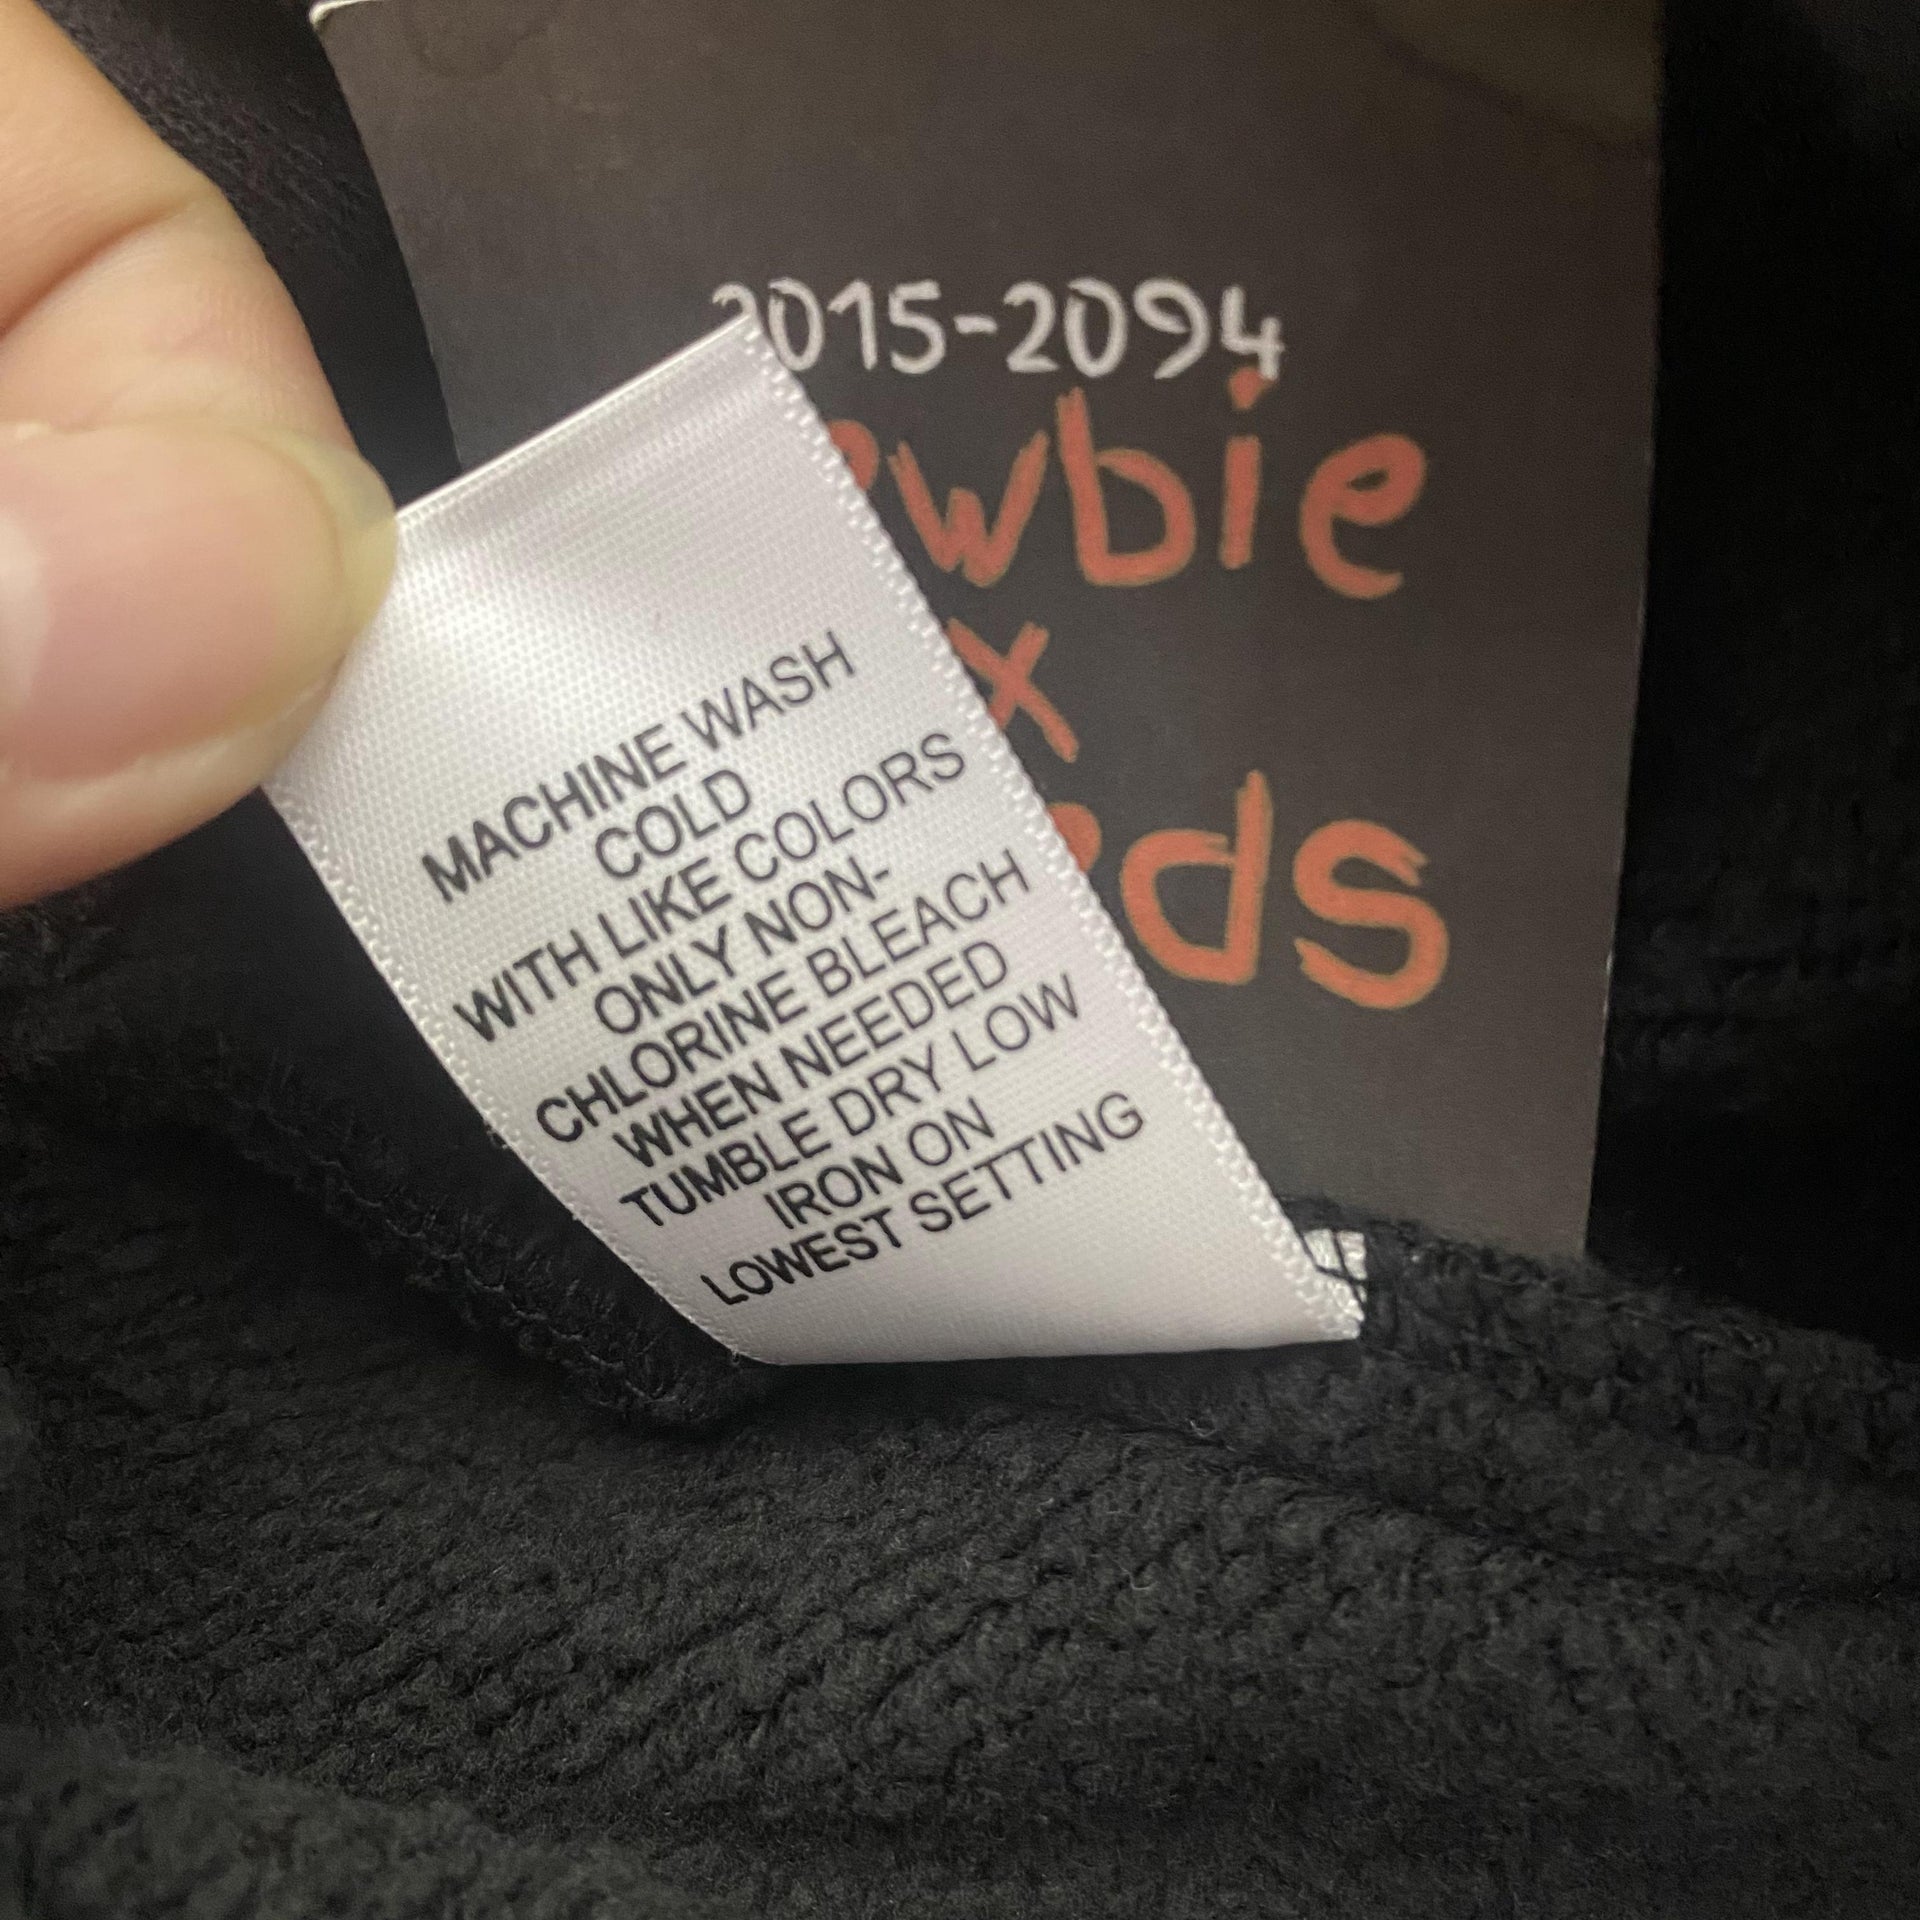 2015-2094
x
MACHINE WASH
COLD
WITH LIKE COLORS
ONLY NON-
CHLORINE BLEACH
WHEN NEEDED
TUMBLE DRY LOW
IRON ON
LOWEST SETTING